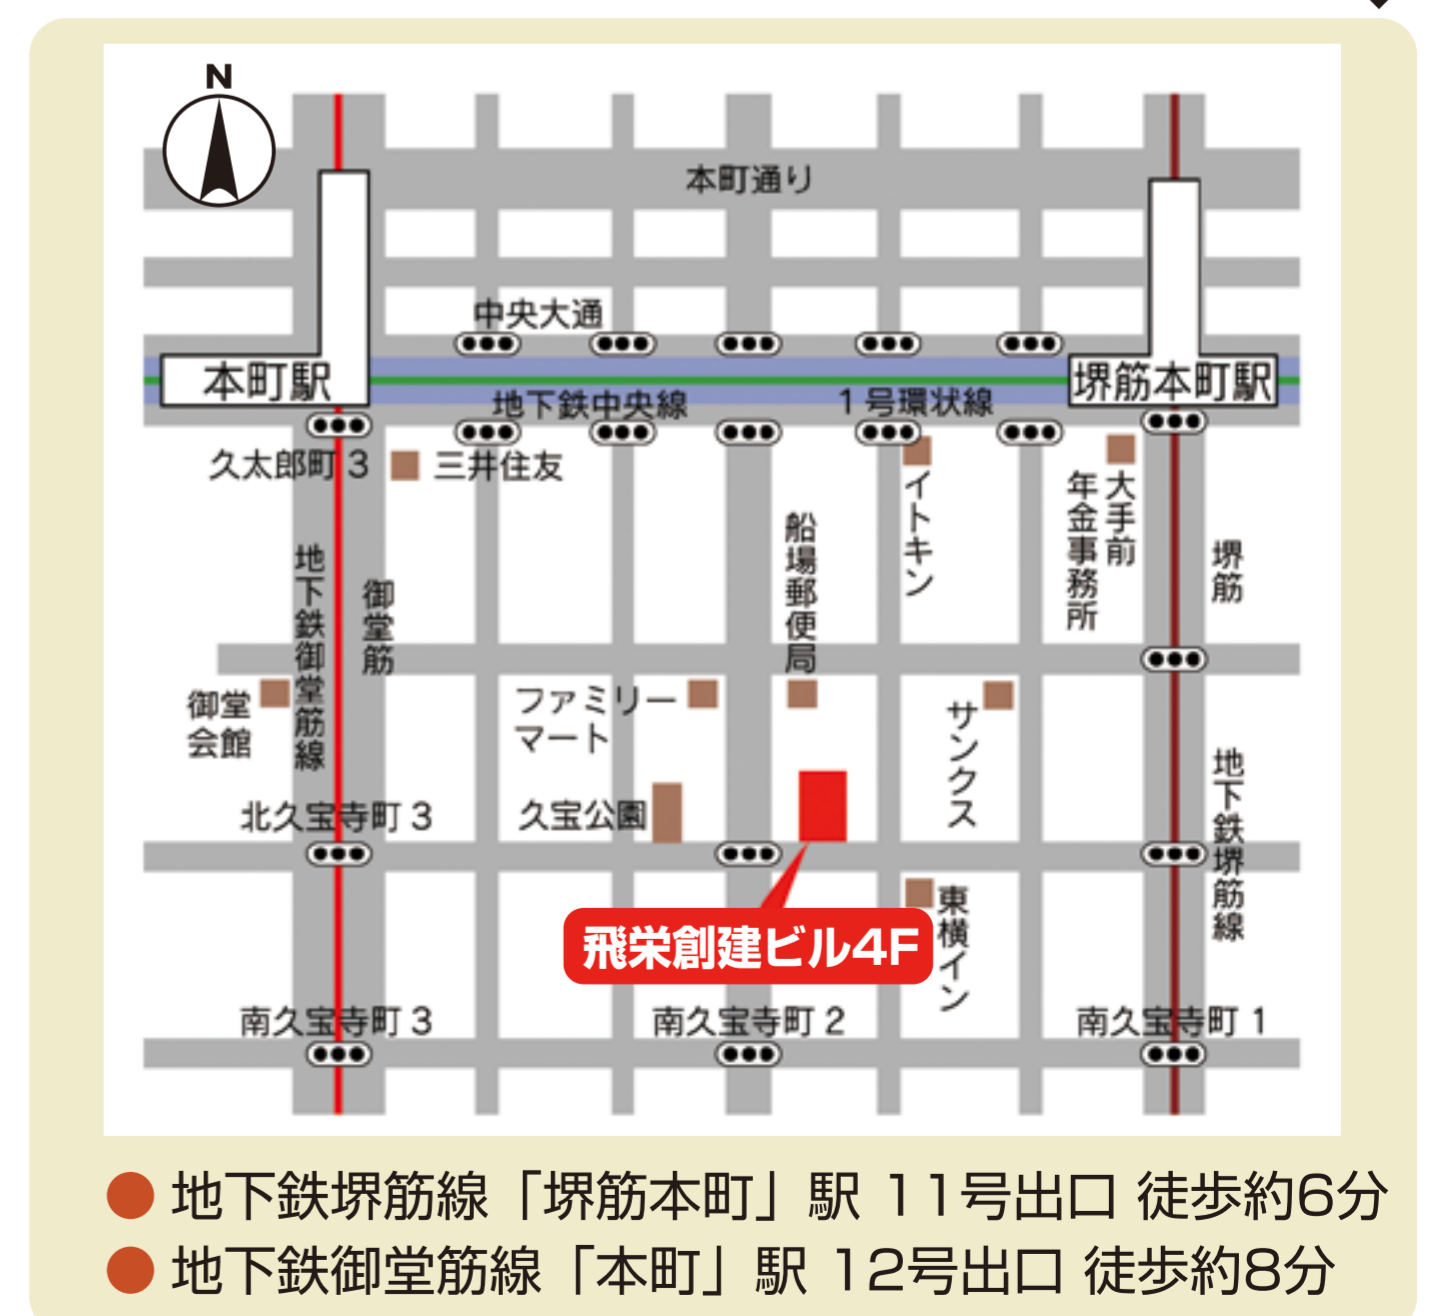 N
本町通り
中央大通
本町駅
堺筋本町駅
地下鉄中央線
1号環状線
久太郎町3
三井住友
イトキン
大手前
年金事務所
船場郵便局
堺筋
地下鉄御堂筋線
御堂筋
御堂
会館
ファミリー
マート
サンクス
地下鉄堺筋線
北久宝寺町3
久宝公園
東横イン
飛栄創建ビル4F
南久宝寺町3
南久宝寺町2
南久宝寺町1
● 地下鉄堺筋線「堺筋本町」駅 11号出口 徒歩約6分
● 地下鉄御堂筋線「本町」駅 12号出口 徒歩約8分